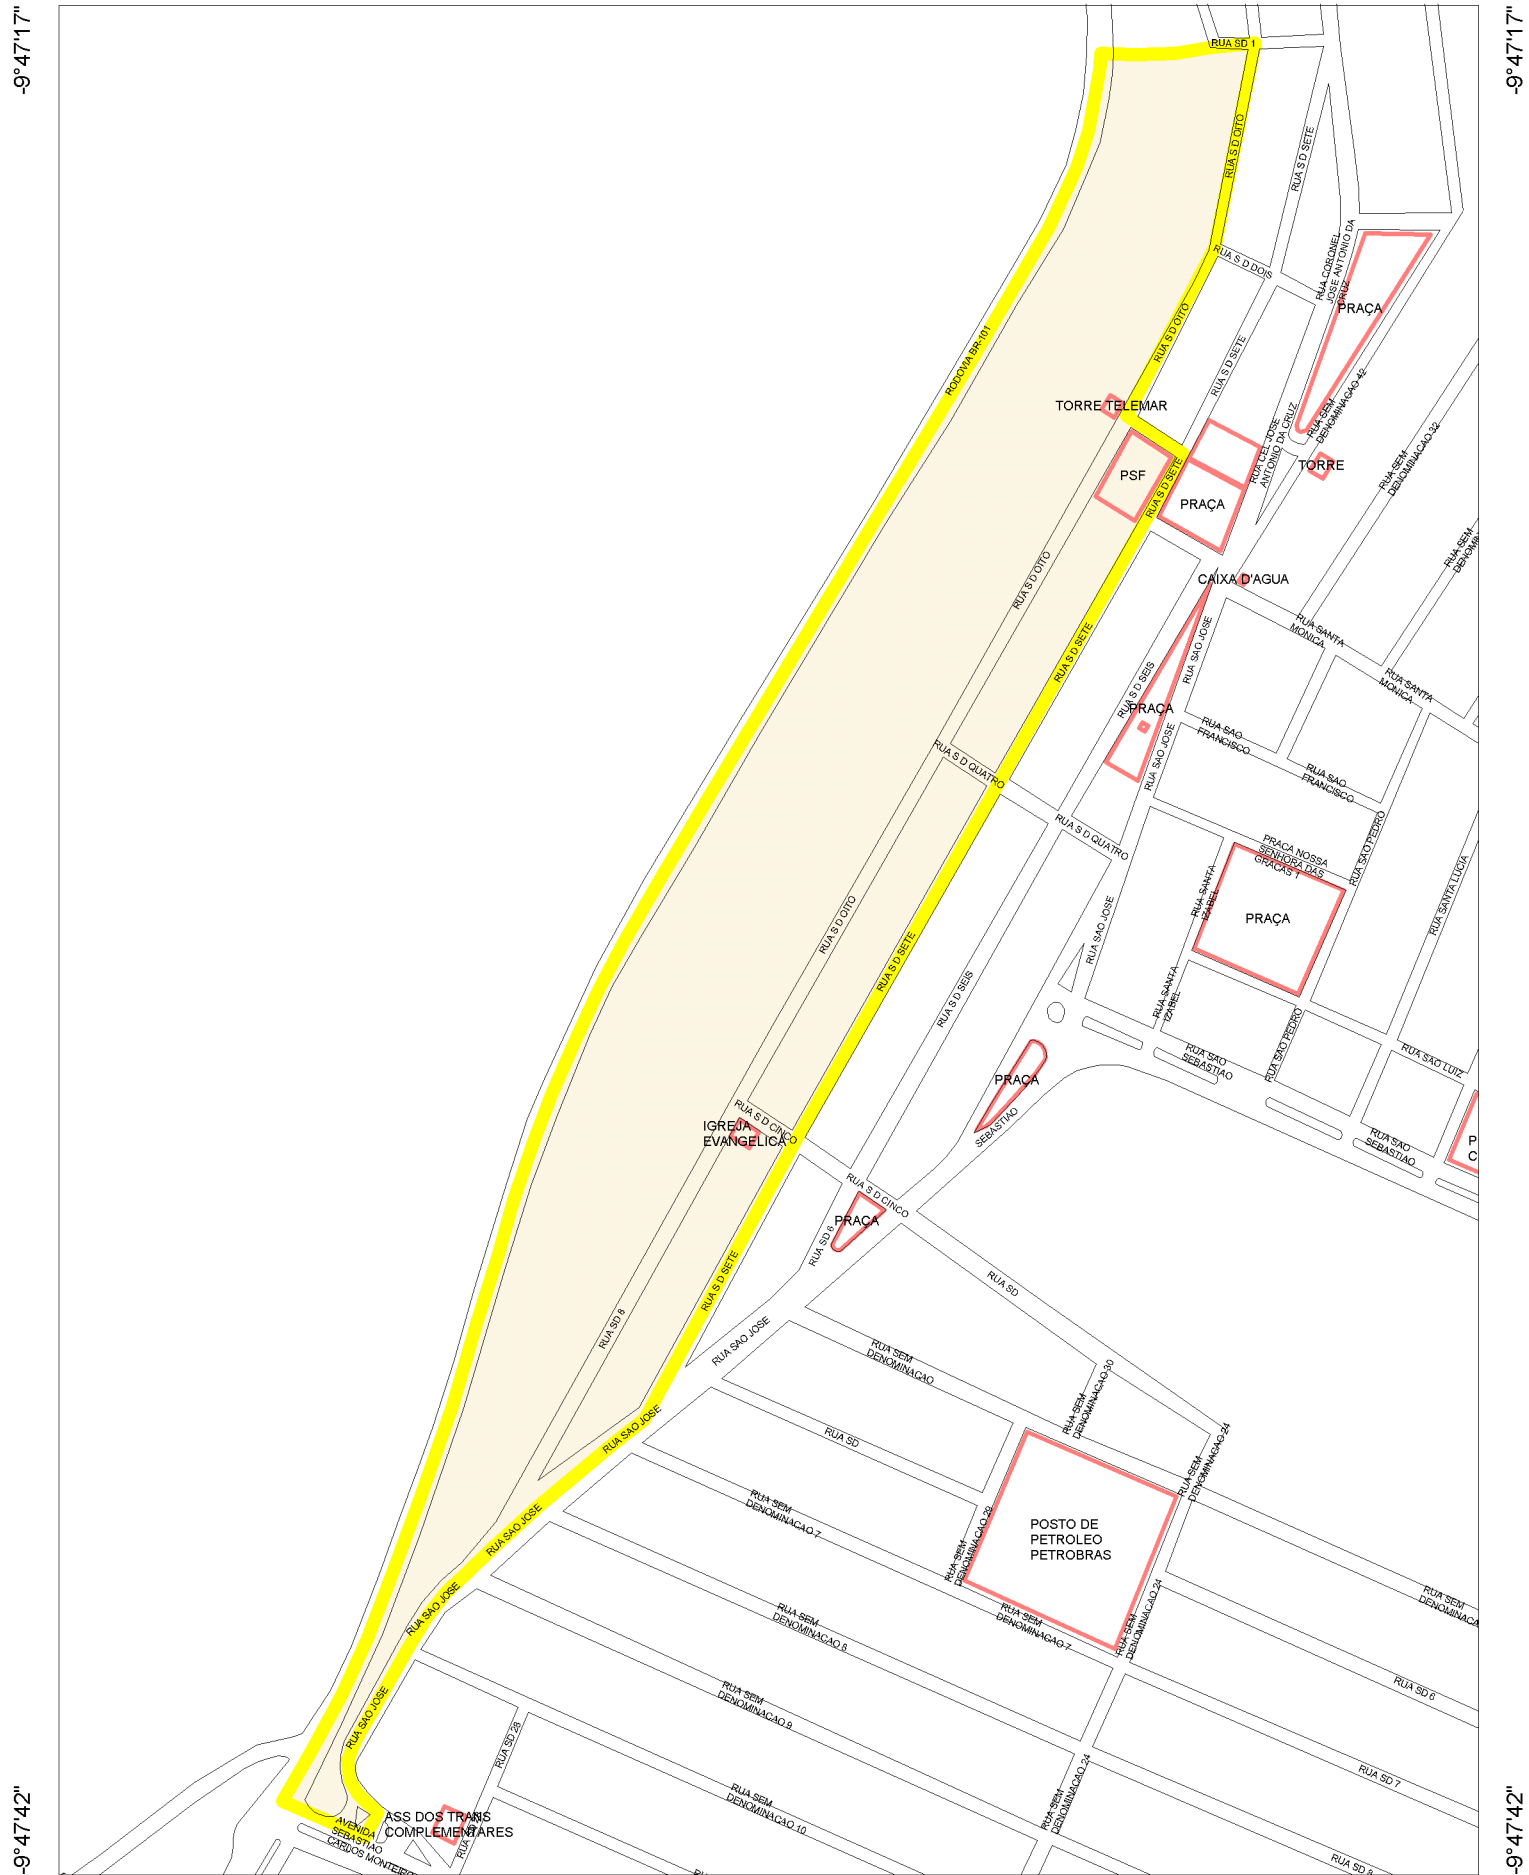 -9°47'17"
-9°47'17"
RUA SD 1
RUA S D OITO
RUA S D SETE
RUA CORONEL
JOSE ANTONIO DA
CRUZ
RUA S D DOIS
PRAÇA
RUA S D OITO
RODOVIA BR-101
RUA S D SETE
TORRE TELEMAR
RUA SEM
DENOMINACAO 42
RUA CEL JOSE
ANTONIO DA CRUZ
RUA SEM
DENOMINACAO 32
TORRE
PSF
RUA S D SETE
PRAÇA
RUA SEM
RUA S D OITO
CAIXA D'AGUA
RUA SANTA
MONICA
RUA S D SETE
RUA SAO JOSE
RUA S D SEIS
RUA SANTA
MONICA
PRAÇA
RUA SAO
FRANCISCO
RUA S D QUATRO
RUA SAO JOSE
RUA SAO
FRANCISCO
RUA S D QUATRO
RUA SAO PEDRO
PRACA NOSSA
SENHORA DAS
GRACAS 1
RUA SANTA
IZABEL
RUA SANTA LUCIA
PRAÇA
RUA S D OITO
RUA SAO JOSE
RUA S D SETE
RUA S D SEIS
RUA SANTA
IZABEL
RUA SAO PEDRO
RUA SAO
SEBASTIAO
RUA SAO LUIZ
PRAÇA
SEBASTIAO
RUA S D CINCO
IGREJA
EVANGELICA
RUA SAO
SEBASTIAO
P
C
RUA S D CINCO
PRAÇA
RUA SD 6
RUA S D SETE
RUA SD
RUA SD 8
RUA SAO JOSE
RUA SEM
DENOMINACAO
RUA SEM
DENOMINACAO 30
RUA SAO JOSE
RUA SD
RUA SEM
DENOMINACAO 24
RUA SEM
DENOMINACAO 7
RUA SAO JOSE
RUA SEM
DENOMINACAO 29
POSTO DE
PETROLEO
PETROBRAS
RUA SAO JOSE
RUA SEM
DENOMINACAO 8
RUA SEM
DENOMINACAO 7
RUA SEM
DENOMINACAO 24
RUA SEM
DENOMINACA
RUA SAO JOSE
RUA SEM
DENOMINACAO 9
RUA SD 6
RUA SD 28
RUA SD 7
RUA SEM
DENOMINACAO 10
RUA SEM
DENOMINACAO 24
ASS DOS TRANS
COMPLEMENTARES
AVENIDA
SEBASTIAO
CARLOS MONTEIRO
RUA
RUA SD 8
-9°47'42"
-9°47'42"